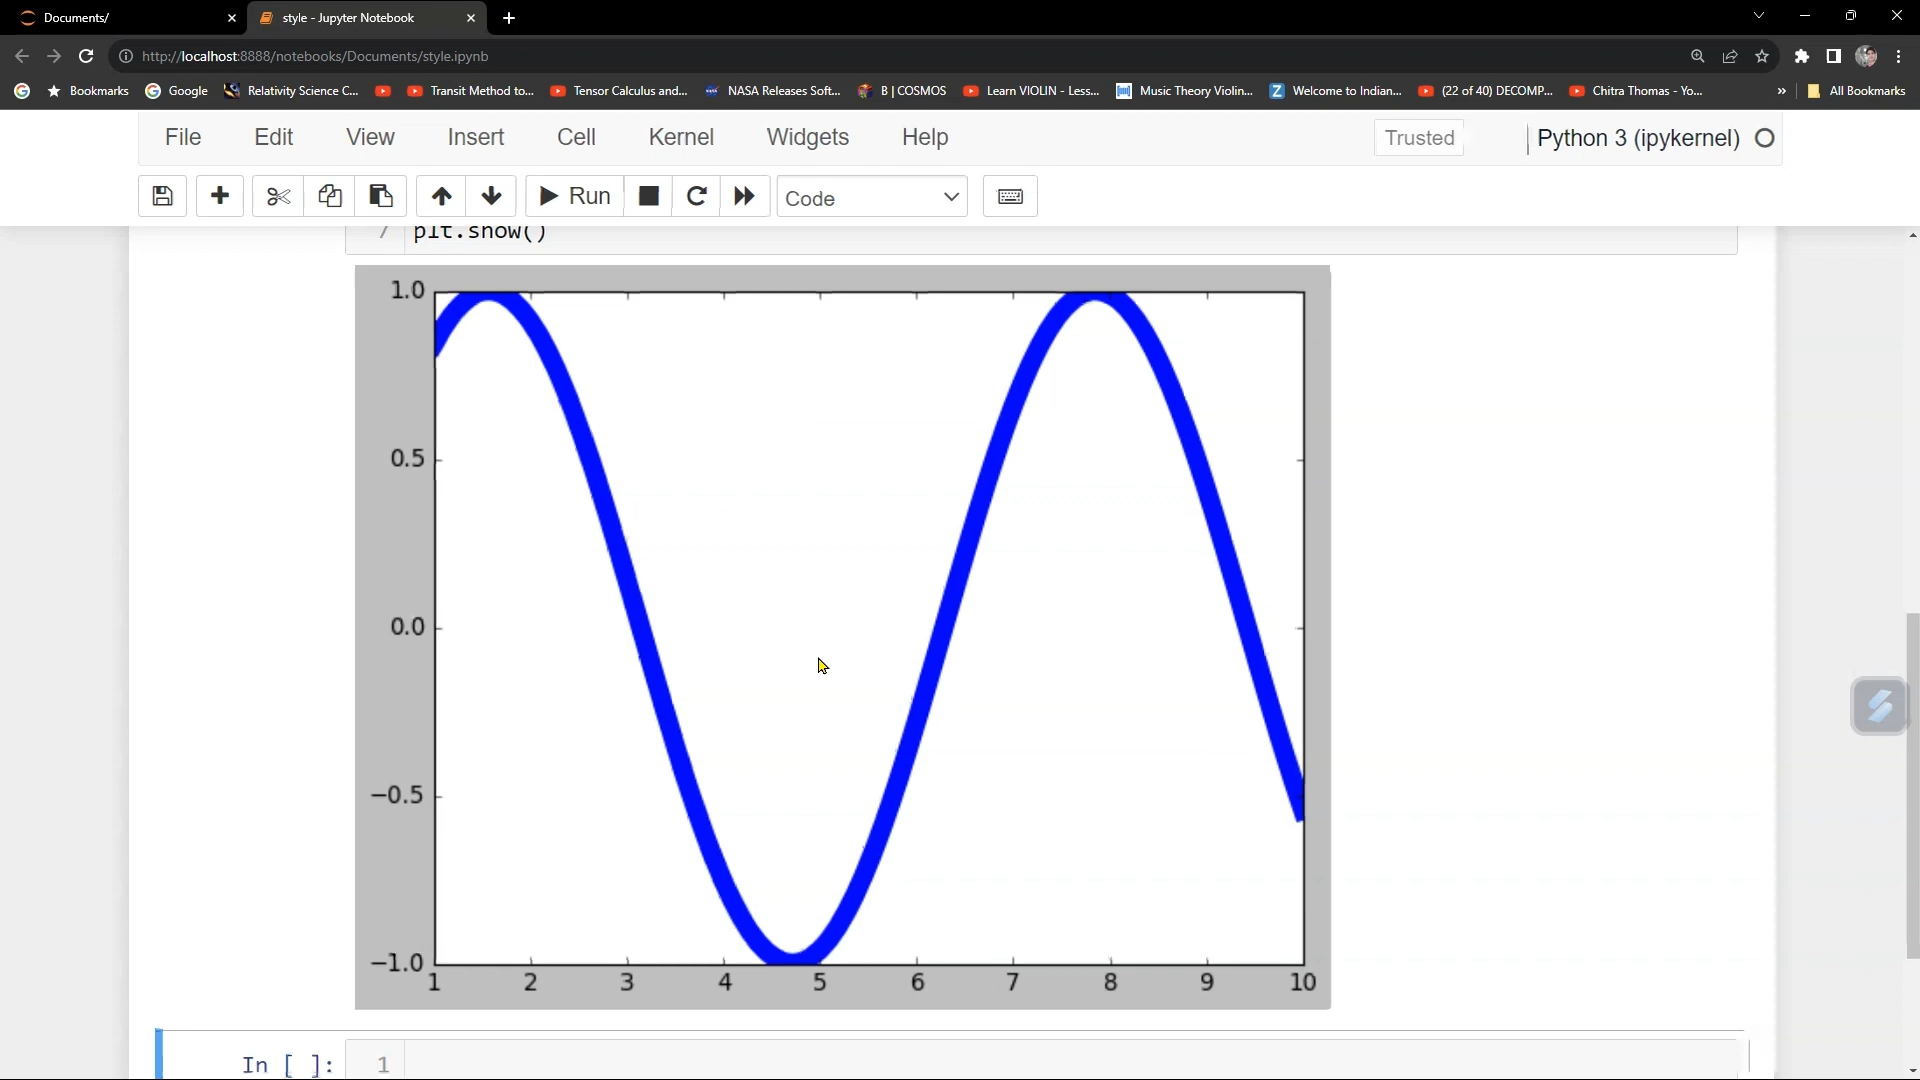 Documents/
style - Jupyter Notebook
http://localhost:8888/notebooks/Documents/style.ipynb
Bookmarks
Google
Relativity Science C...
Transit Method to...
Tensor Calculus and...
NASA Releases Soft...
B | COSMOS
Learn VIOLIN - Less...
Music Theory Violin...
Welcome to Indian...
(22 of 40) DECOMP...
Chitra Thomas - Yo...
»
All Bookmarks
File Edit View Insert Cell Kernel Widgets Help
Trusted
Python 3 (ipykernel)
Run
Code
7 plt.show()
1.0
0.5
0.0
−0.5
−1.0
1 2 3 4 5 6 7 8 9 10
In [ ]: 1